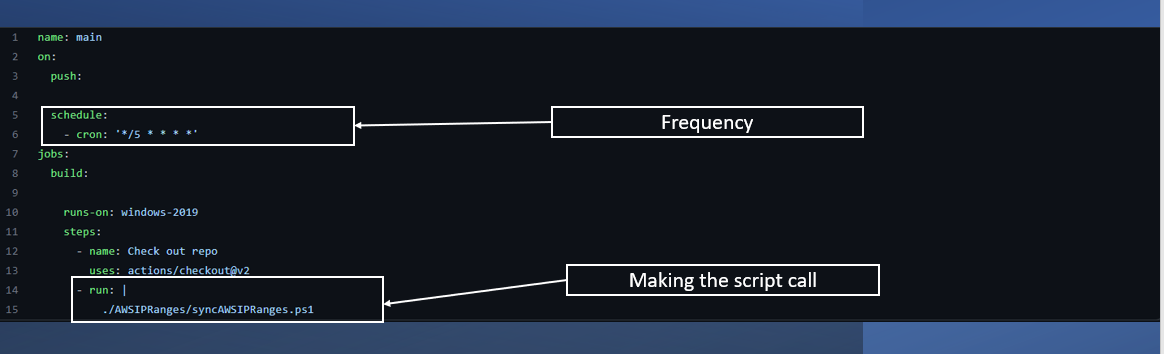 1 name: main
2 on:
3 push:
4
5 schedule:
6 - cron: '*/5 * * * *'
Frequency
7 jobs:
8 build:
9
10 runs-on: windows-2019
11 steps:
12 - name: Check out repo
13 uses: actions/checkout@v2
14 - run: |
Making the script call
15 ./AWSIPRanges/syncAWSIPRanges.ps1